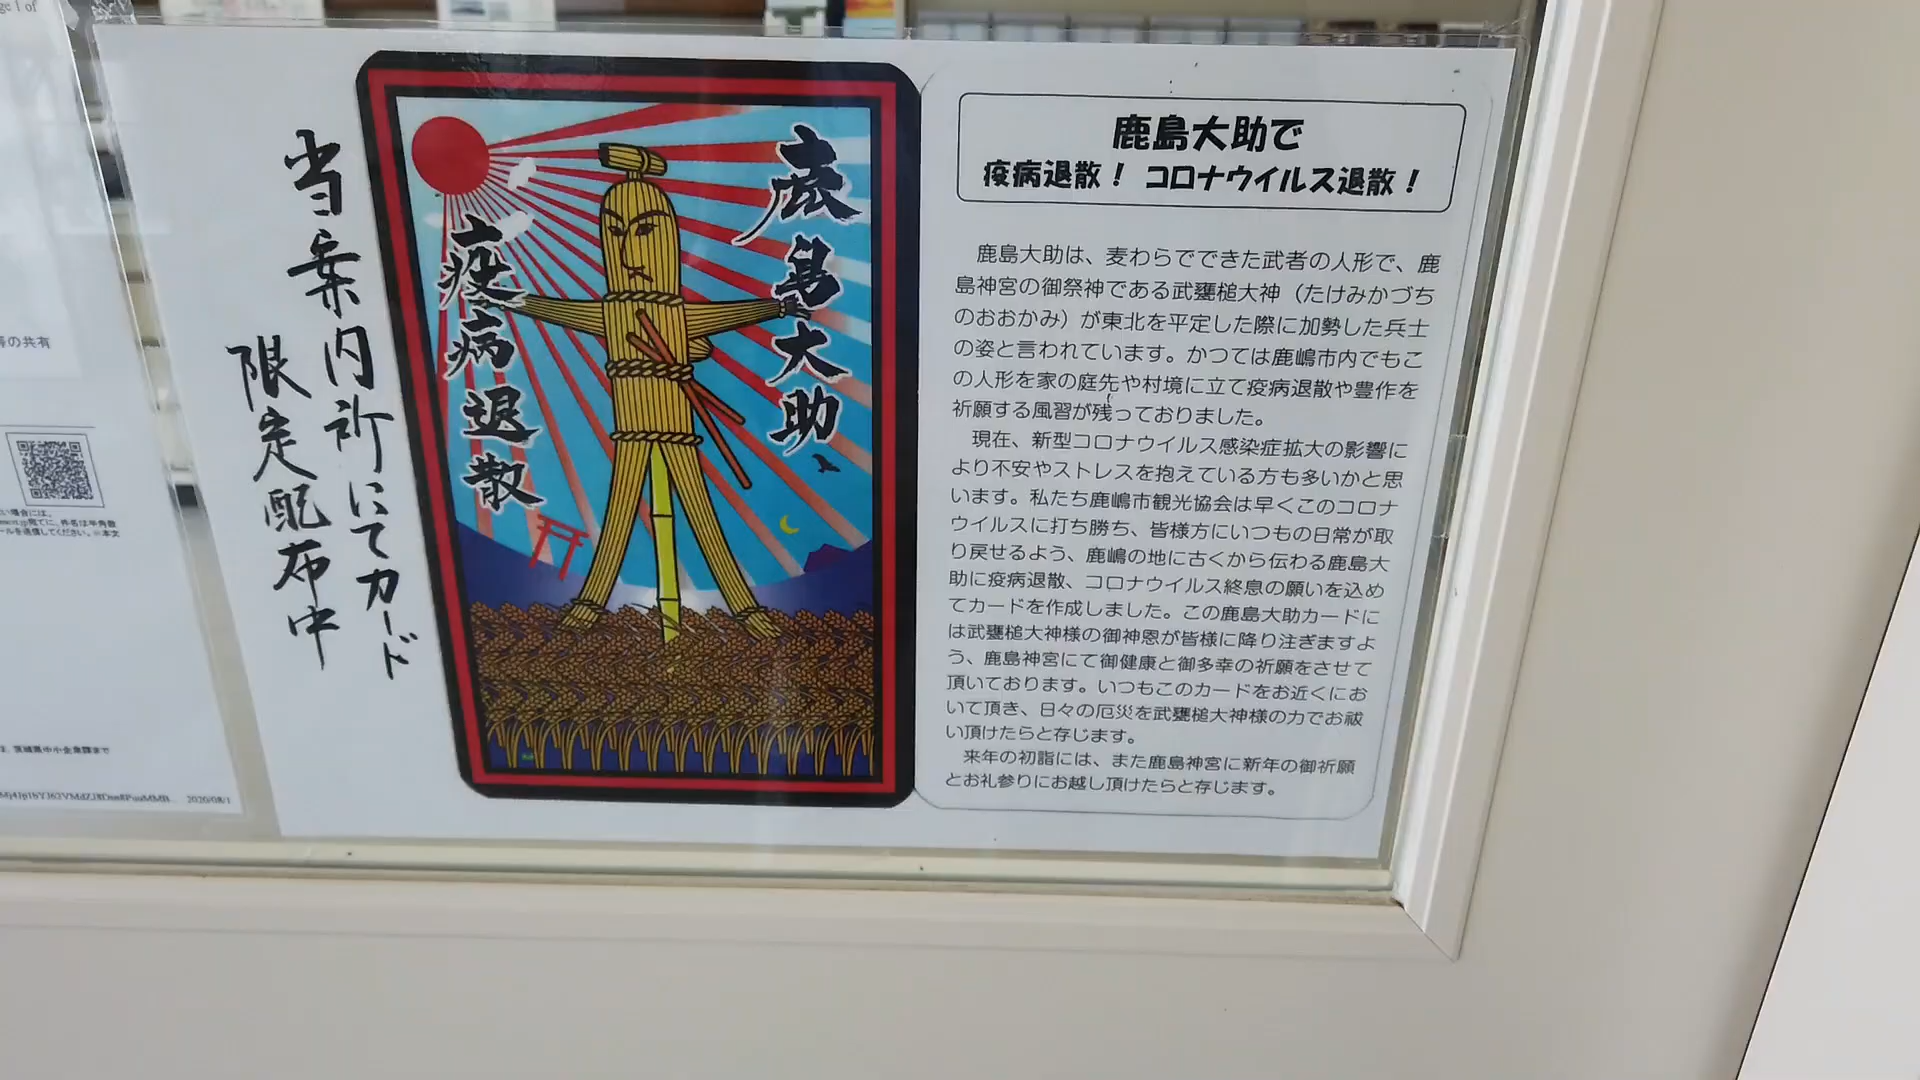 age 1 of
等の共有
い場合には、
2020/08/1
当案内所にてカード
限定配布中
鹿島大助
疫病退散
鹿島大助で
疫病退散！ コロナウイルス退散！
鹿島大助は、麦わらでできた武者の人形で、鹿
島神宮の御祭神である武甕槌大神（たけみかづち
のおおかみ）が東北を平定した際に加勢した兵士
の姿と言われています。かつては鹿嶋市内でもこ
の人形を家の庭先や村境に立て疫病退散や豊作を
祈願する風習が残っておりました。
現在、新型コロナウイルス感染症拡大の影響に
より不安やストレスを抱えている方も多いかと思
います。私たち鹿嶋市観光協会は早くこのコロナ
ウイルスに打ち勝ち、皆様方にいつもの日常が取
り戻せるよう、鹿嶋の地に古くから伝わる鹿島大
助に疫病退散、コロナウイルス終息の願いを込め
てカードを作成しました。この鹿島大助カードに
は武甕槌大神様の御神恩が皆様に降り注ぎますよ
う、鹿島神宮にて御健康と御多幸の祈願をさせて
頂いております。いつもこのカードをお近くにお
いて頂き、日々の厄災を武甕槌大神様の力でお祓
い頂けたらと存じます。
来年の初詣には、また鹿島神宮に新年の御祈願
とお礼参りにお越し頂けたらと存じます。